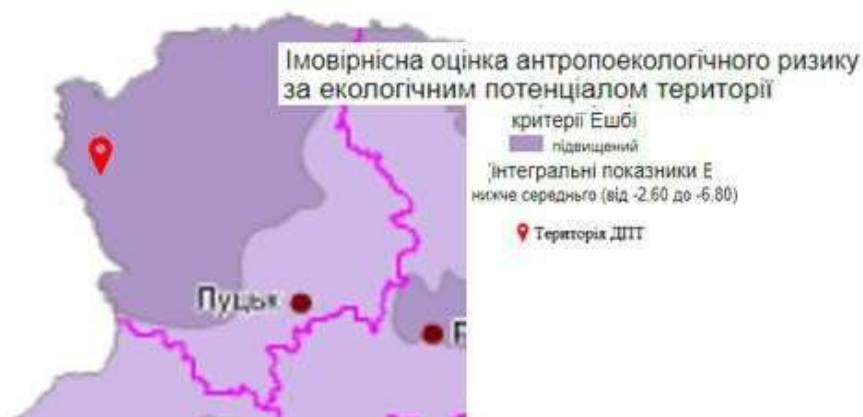 Імовірнісна оцінка антропоекологічного ризику
за екологічним потенціалом території
критерії Ешбі
підвищений
інтегральні показники Е
нижче середнього (від -2.60 до -6.80)
Територія ДПТ
Луцьк